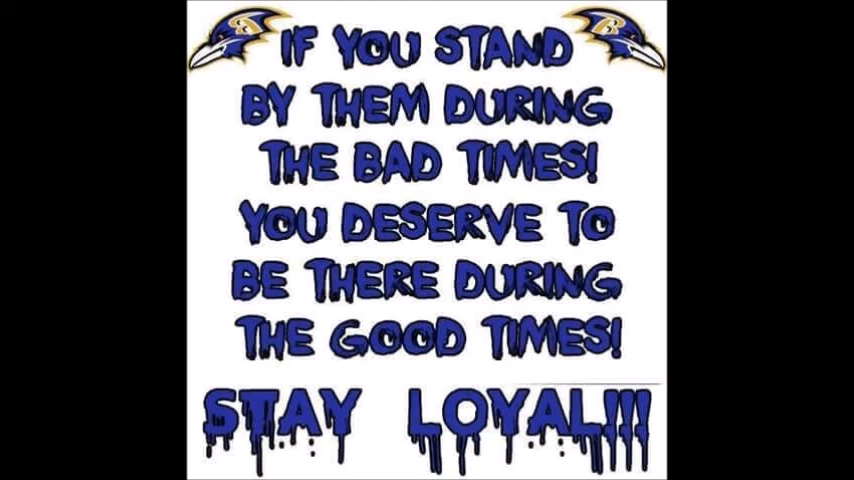 IF YOU STAND
BY THEM DURING
THE BAD TIMES!
YOU DESERVE TO
BE THERE DURING
THE GOOD TIMES!
STAY LOYAL!!!